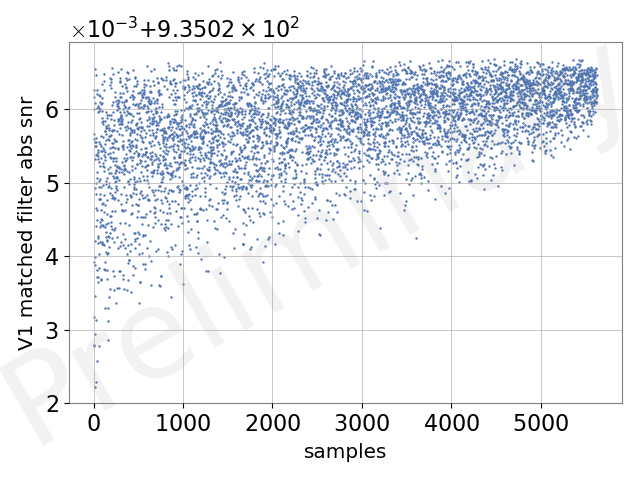 ×10⁻³+9.3502 × 10²
V1 matched filter abs snr
6
5
4
3
2
0 1000 2000 3000 4000 5000
samples
Preliminary